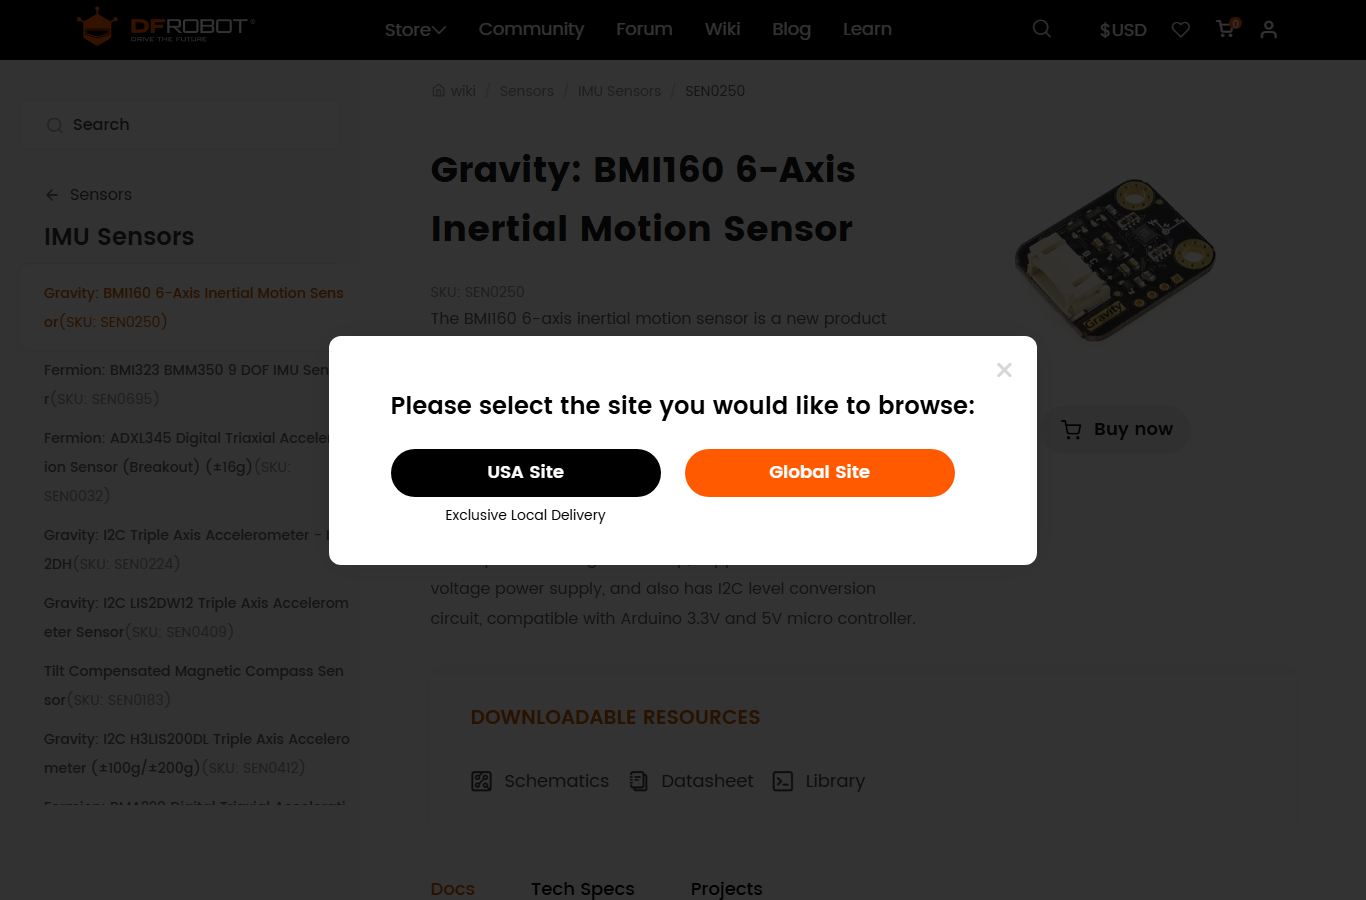 DFROBOT
DRIVE THE FUTURE
Store
Community
Forum
Wiki
Blog
Learn
$USD
0
wiki / Sensors / IMU Sensors / SEN0250
Search
Sensors
IMU Sensors
Gravity: BMI160 6-Axis Inertial Motion Sens
or(SKU: SEN0250)
Fermion: BMI323 BMM350 9 DOF IMU Sen
r(SKU: SEN0695)
Fermion: ADXL345 Digital Triaxial Acceler
ion Sensor (Breakout) (±16g)(SKU:
SEN0032)
Gravity: I2C Triple Axis Accelerometer -
2DH(SKU: SEN0224)
Gravity: I2C LIS2DW12 Triple Axis Accelerom
eter Sensor(SKU: SEN0409)
Tilt Compensated Magnetic Compass Sen
sor(SKU: SEN0183)
Gravity: I2C H3LIS200DL Triple Axis Accelero
meter (±100g/±200g)(SKU: SEN0412)
Gravity: BMI160 6-Axis
Inertial Motion Sensor
SKU: SEN0250
The BMI160 6-axis inertial motion sensor is a new product
Gravity
Buy now
Please select the site you would like to browse:
USA Site
Global Site
Exclusive Local Delivery
voltage power supply, and also has I2C level conversion
circuit, compatible with Arduino 3.3V and 5V micro controller.
DOWNLOADABLE RESOURCES
Schematics
Datasheet
Library
Docs
Tech Specs
Projects